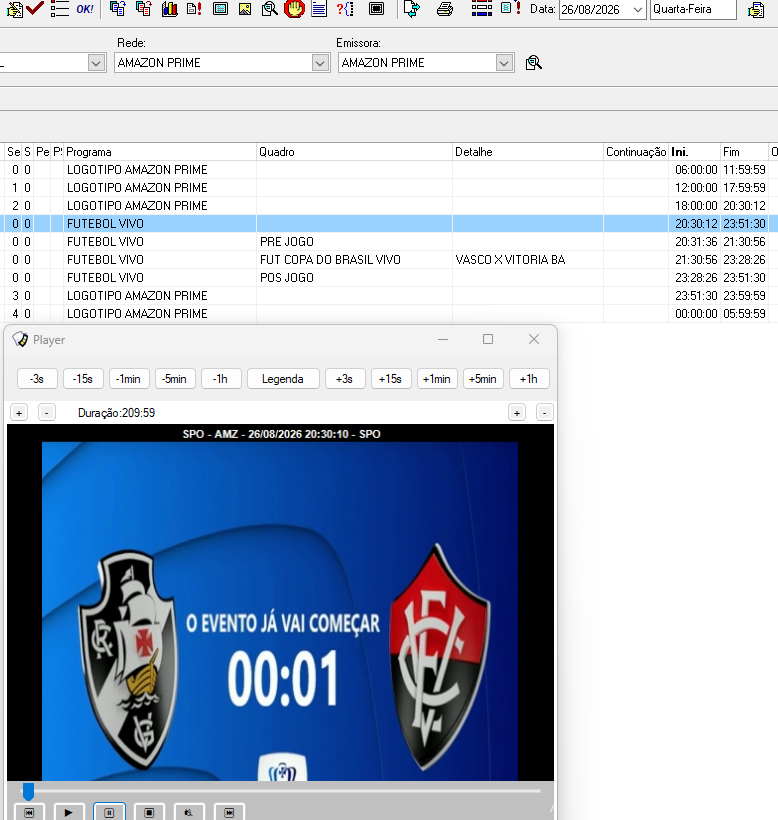 OK! Data: 26/08/2026 Quarta-Feira
Rede: Emissora:
AMAZON PRIME AMAZON PRIME
Se S Pe Programa Quadro Detalhe Continuação Ini. Fim
0 0 LOGOTIPO AMAZON PRIME 06:00:00 11:59:59
1 0 LOGOTIPO AMAZON PRIME 12:00:00 17:59:59
2 0 LOGOTIPO AMAZON PRIME 18:00:00 20:30:12
0 0 FUTEBOL VIVO 20:30:12 23:51:30
0 0 FUTEBOL VIVO PRE JOGO 20:31:36 21:30:56
0 0 FUTEBOL VIVO FUT COPA DO BRASIL VIVO VASCO X VITORIA BA 21:30:56 23:28:26
0 0 FUTEBOL VIVO POS JOGO 23:28:26 23:51:30
3 0 LOGOTIPO AMAZON PRIME 23:51:30 23:59:59
4 0 LOGOTIPO AMAZON PRIME 00:00:00 05:59:59
Player
-3s -15s -1min -5min -1h Legenda +3s +15s +1min +5min +1h
+ - Duração:209:59 + -
SPO - AMZ - 26/08/2026 20:30:10 - SPO
O EVENTO JÁ VAI COMEÇAR
00:01